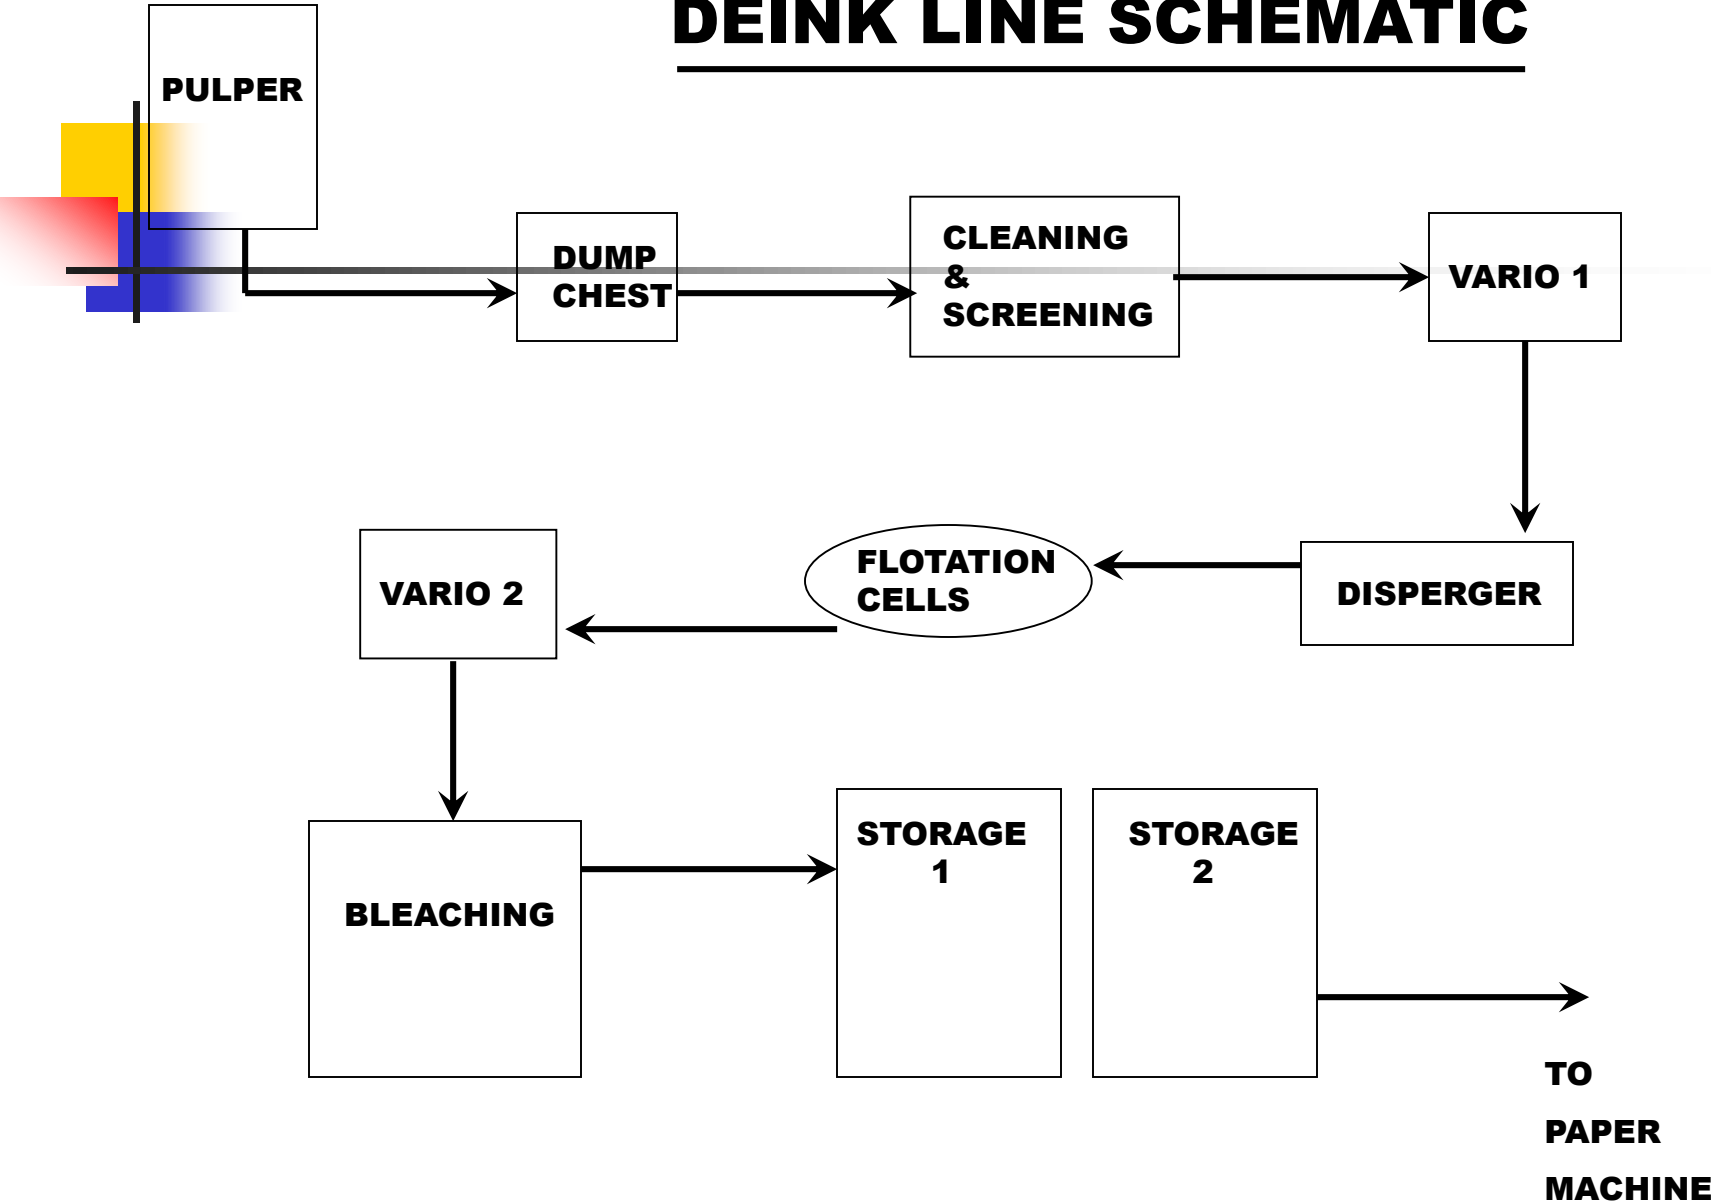 DEINK LINE SCHEMATIC
PULPER
DUMP
CHEST
CLEANING
&
SCREENING
VARIO 1
VARIO 2
FLOTATION
CELLS
DISPERGER
BLEACHING
STORAGE
1
STORAGE
2
TO
PAPER
MACHINE